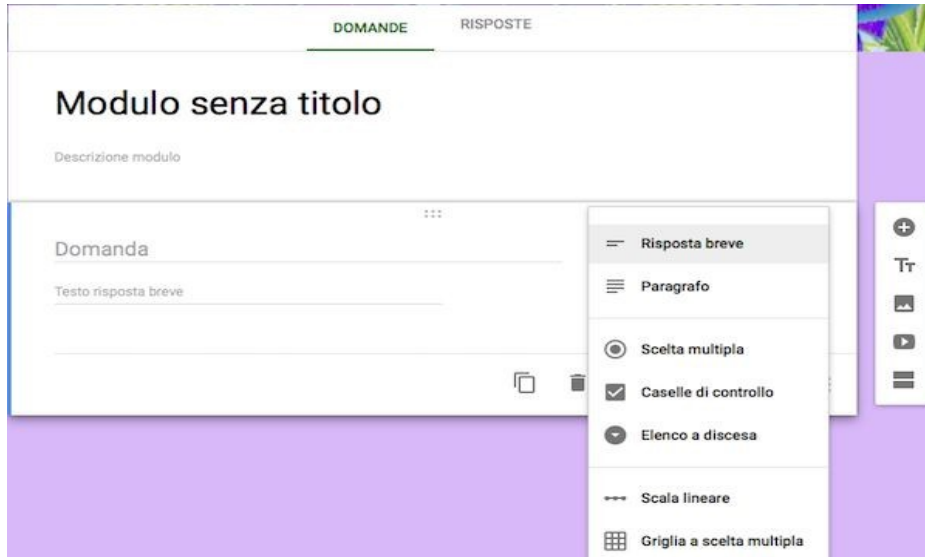 DOMANDE RISPOSTE
Modulo senza titolo
Descrizione modulo
Domanda
Testo risposta breve
Risposta breve
Paragrafo
Scelta multipla
Caselle di controllo
Elenco a discesa
Scala lineare
Griglia a scelta multipla
Tт